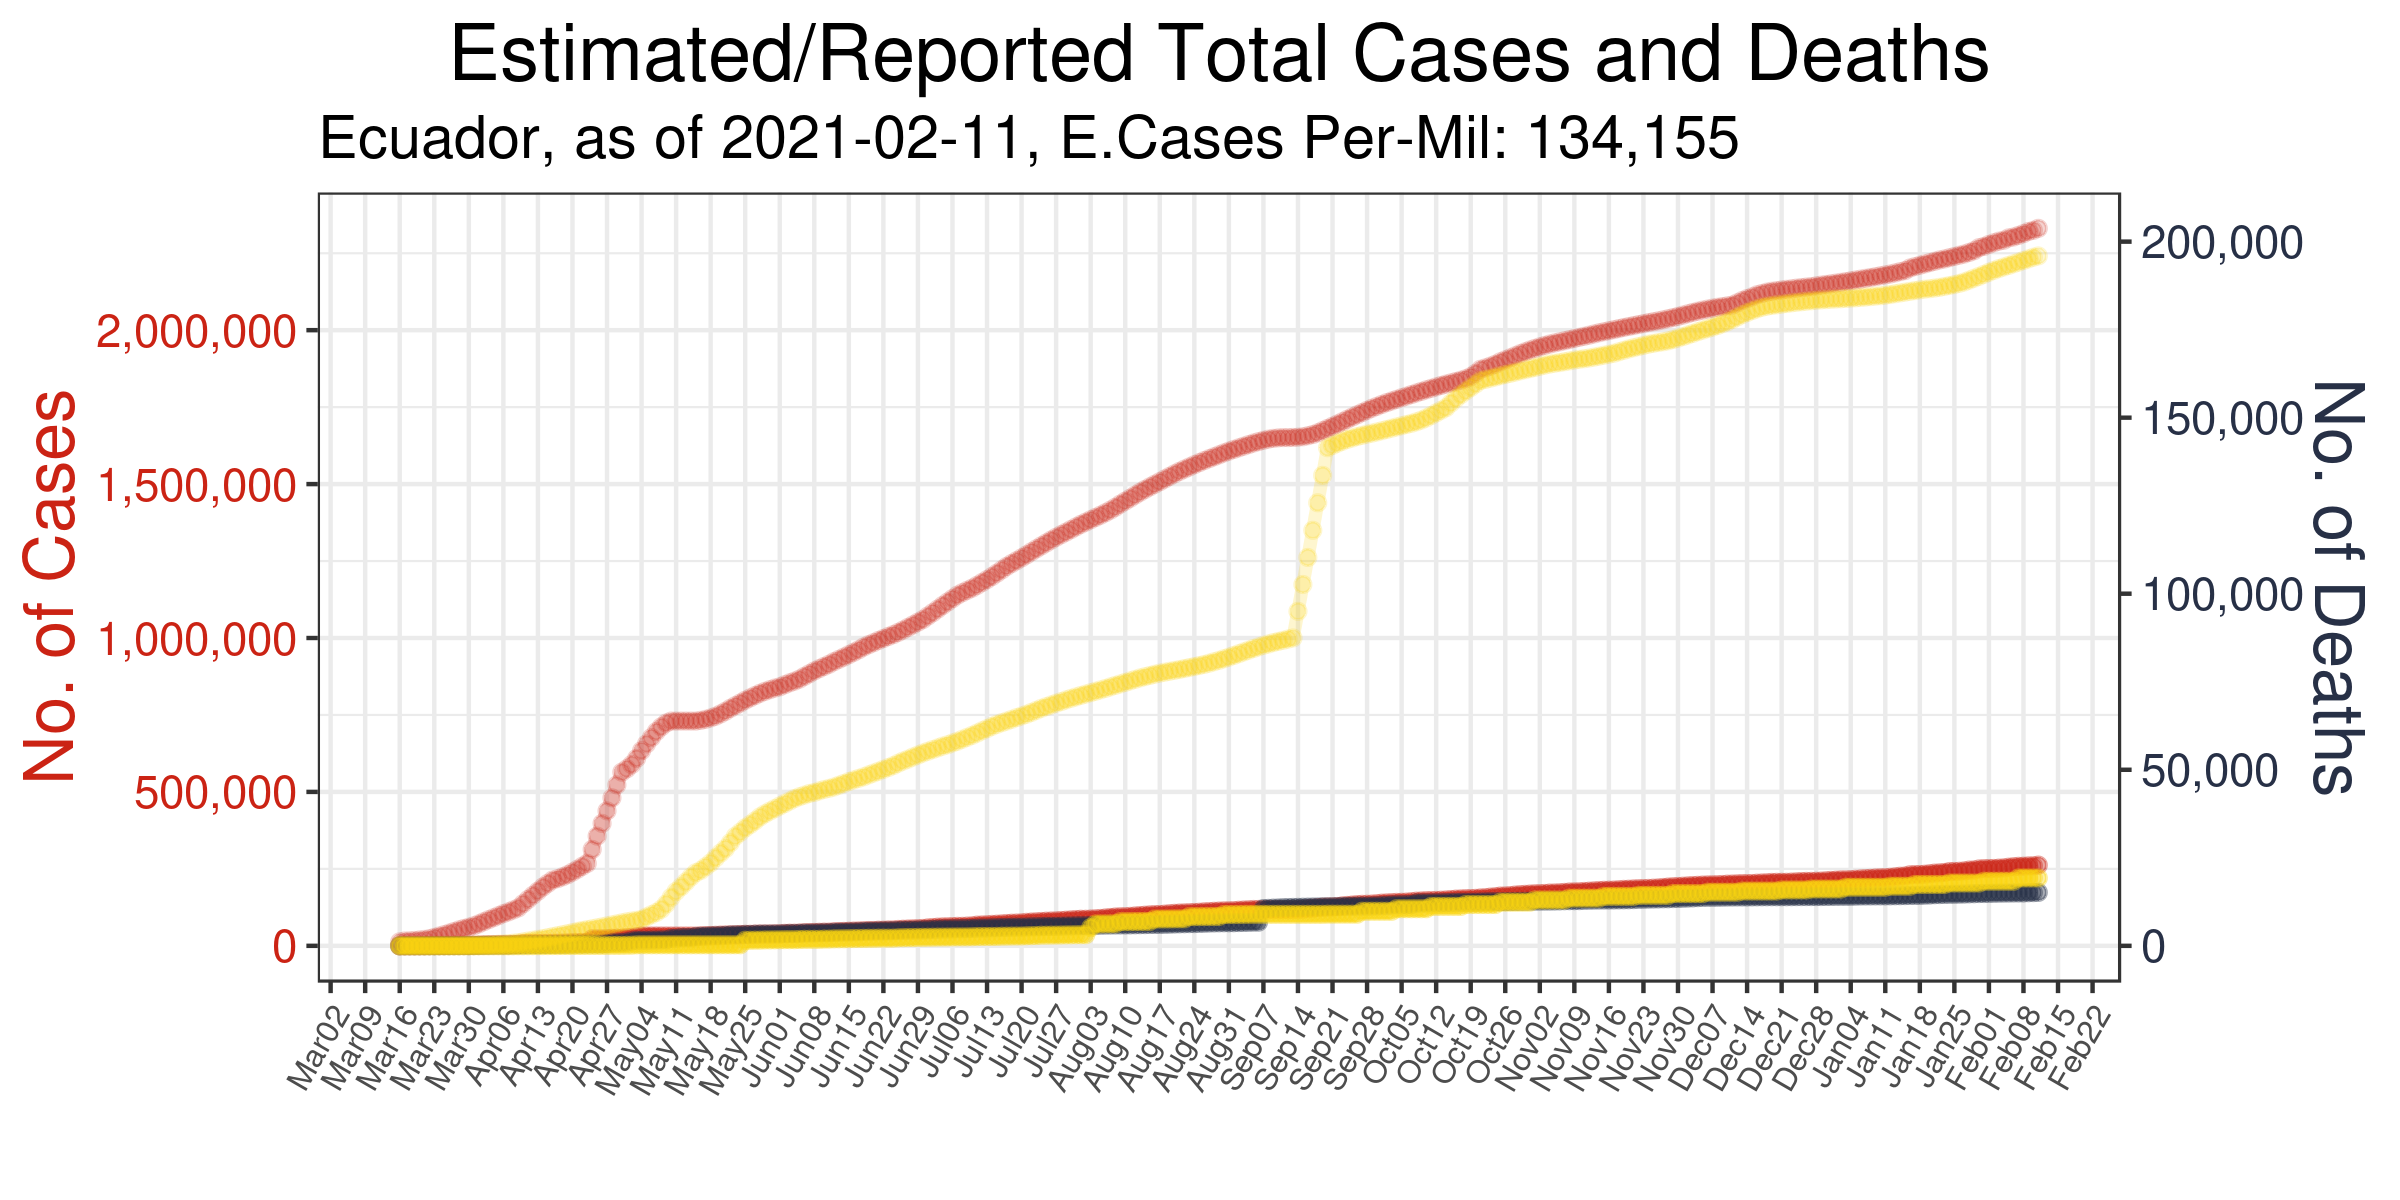 Estimated/Reported Total Cases and Deaths
Ecuador, as of 2021-02-11, E.Cases Per-Mil: 134,155
No. of Cases
2,000,000
1,500,000
1,000,000
500,000
0
200,000
150,000
100,000
50,000
0
No. of Deaths
Mar02
Mar09
Mar16
Mar23
Mar30
Apr06
Apr13
Apr20
Apr27
May04
May11
May18
May25
Jun01
Jun08
Jun15
Jun22
Jun29
Jul06
Jul13
Jul20
Jul27
Aug03
Aug10
Aug17
Aug24
Aug31
Sep07
Sep14
Sep21
Sep28
Oct05
Oct12
Oct19
Oct26
Nov02
Nov09
Nov16
Nov23
Nov30
Dec07
Dec14
Dec21
Dec28
Jan04
Jan11
Jan18
Jan25
Feb01
Feb08
Feb15
Feb22